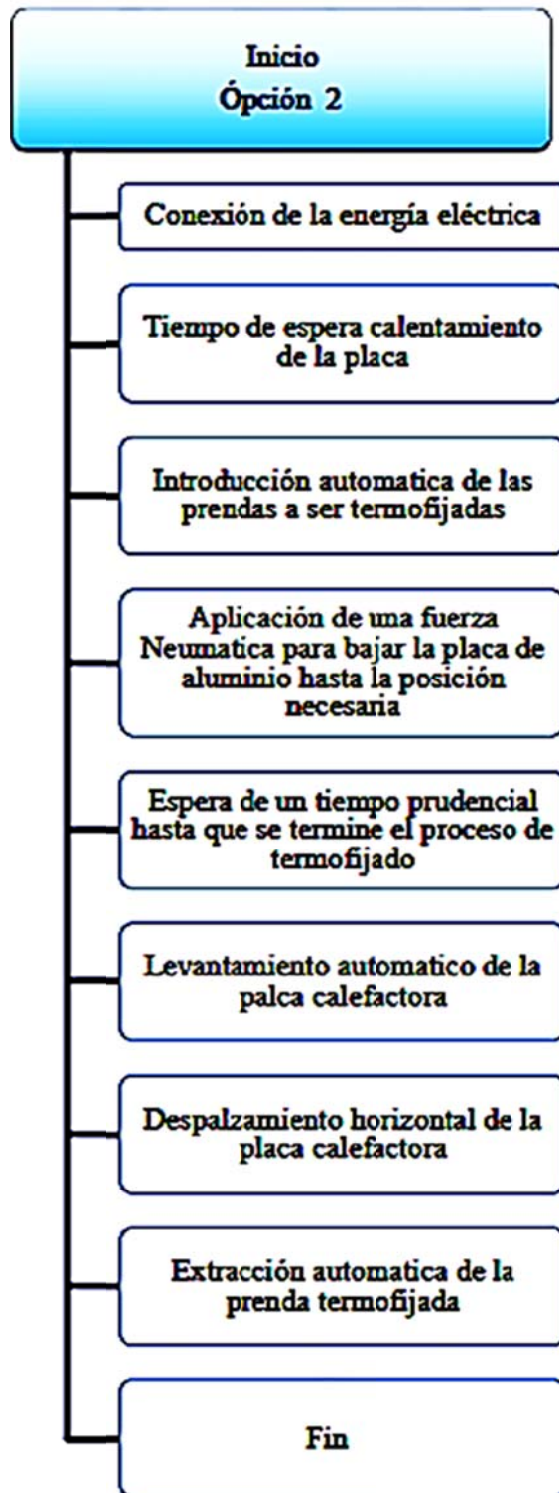 Inicio
Ópción 2
Conexión de la energía eléctrica
Tiempo de espera calentamiento
de la placa
Introducción automatica de las
prendas a ser termofijadas
Aplicación de una fuerza
Neumatica para bajar la placa de
aluminio hasta la posición
necesaria
Espera de un tiempo prudencial
hasta que se termine el proceso de
termofijado
Levantamiento automatico de la
palca calefactora
Despalzamiento horizontal de la
placa calefactora
Extracción automatica de la
prenda termofijada
Fin